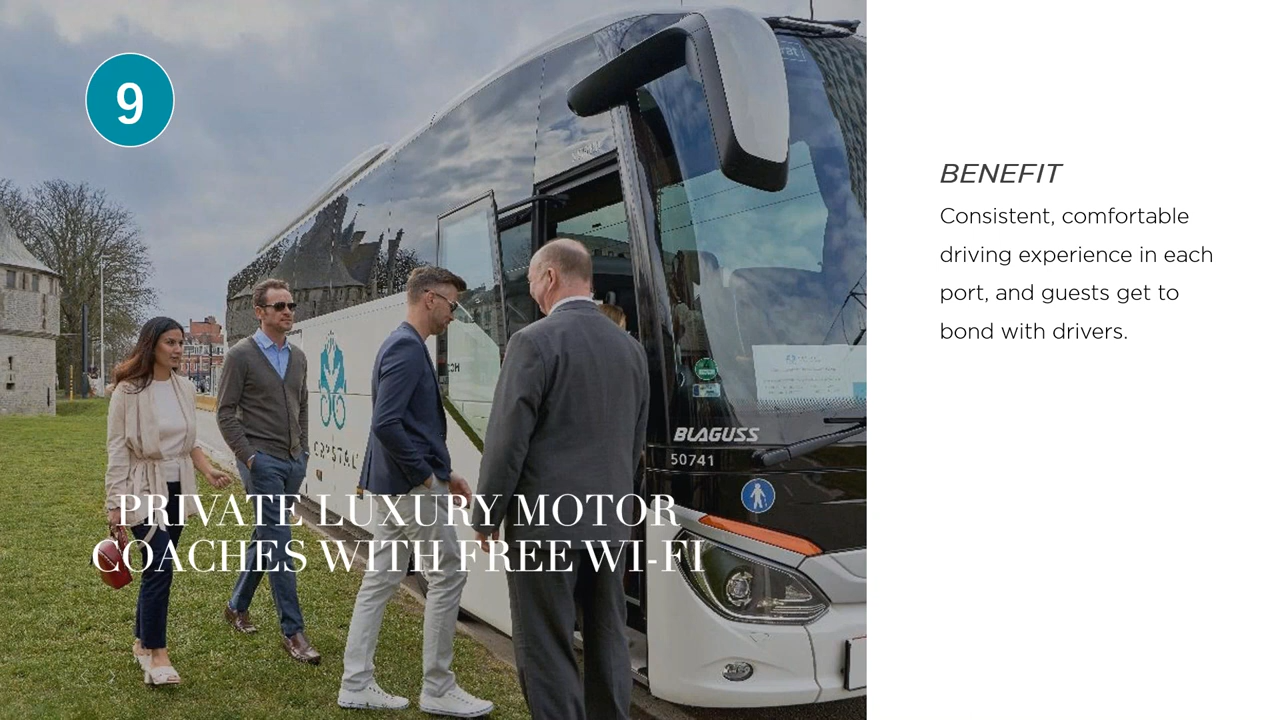 9
BENEFIT
Consistent, comfortable
driving experience in each
port, and guests get to
bond with drivers.
CRYSTAL
BLAGUSS
50741
PRIVATE LUXURY MOTOR
COACHES WITH FREE WI-FI